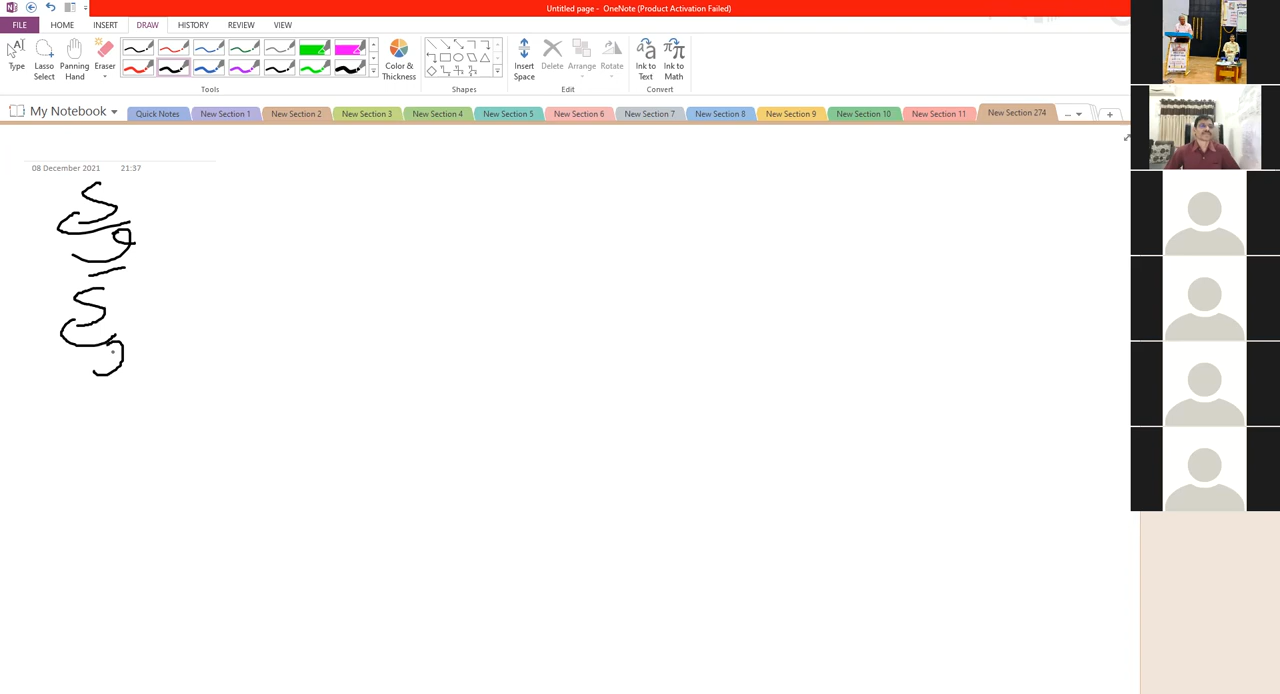 Untitled page - OneNote (Product Activation Failed)
FILE HOME INSERT DRAW HISTORY REVIEW VIEW
Type Lasso Select Panning Hand Eraser Color & Thickness Insert Space Delete Arrange Rotate Ink to Text Ink to Math
Tools Shapes Edit Convert
My Notebook Quick Notes New Section 1 New Section 2 New Section 3 New Section 4 New Section 5 New Section 6 New Section 7 New Section 8 New Section 9 New Section 10 New Section 11 New Section 274 ...
08 December 2021 21:37